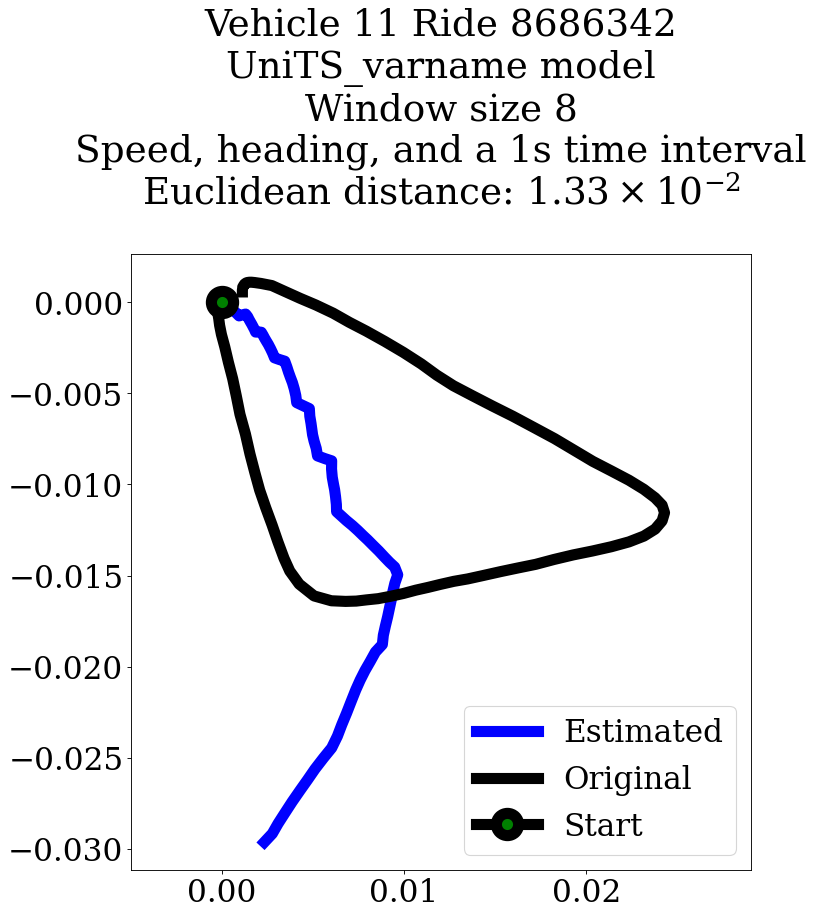 Vehicle 11 Ride 8686342
UniTS_varname model
Window size 8
Speed, heading, and a 1s time interval
Euclidean distance: 1.33 × 10⁻²
0.000
−0.005
−0.010
−0.015
−0.020
−0.025
−0.030
0.00
0.01
0.02
Estimated
Original
Start